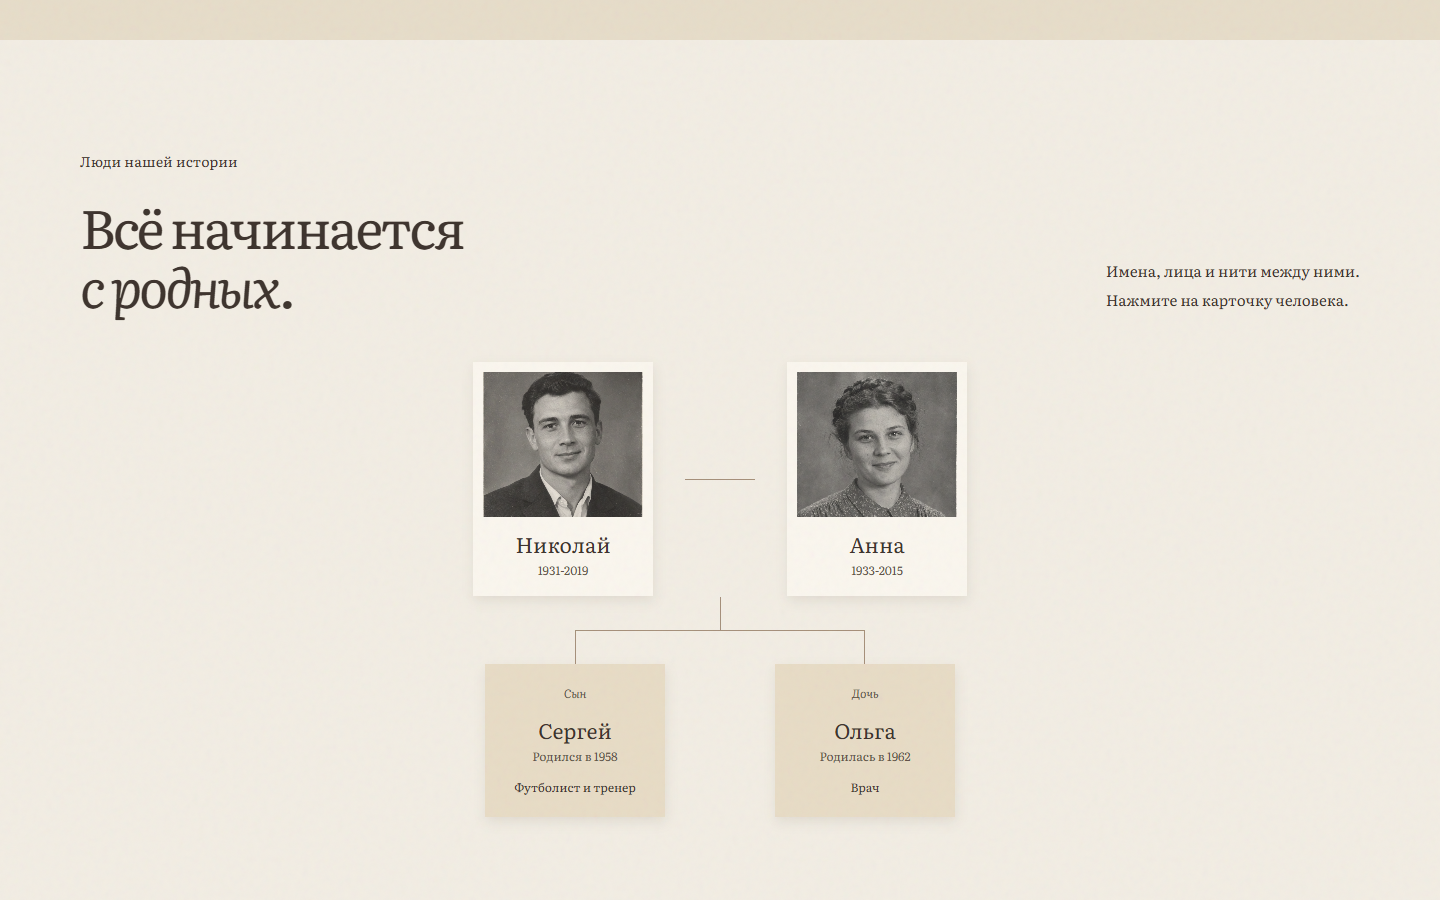 Люди нашей истории
Всё начинается
с родных.
Имена, лица и нити между ними.
Нажмите на карточку человека.
Николай
1931-2019
Анна
1933-2015
Сын
Сергей
Родился в 1958
Футболист и тренер
Дочь
Ольга
Родилась в 1962
Врач